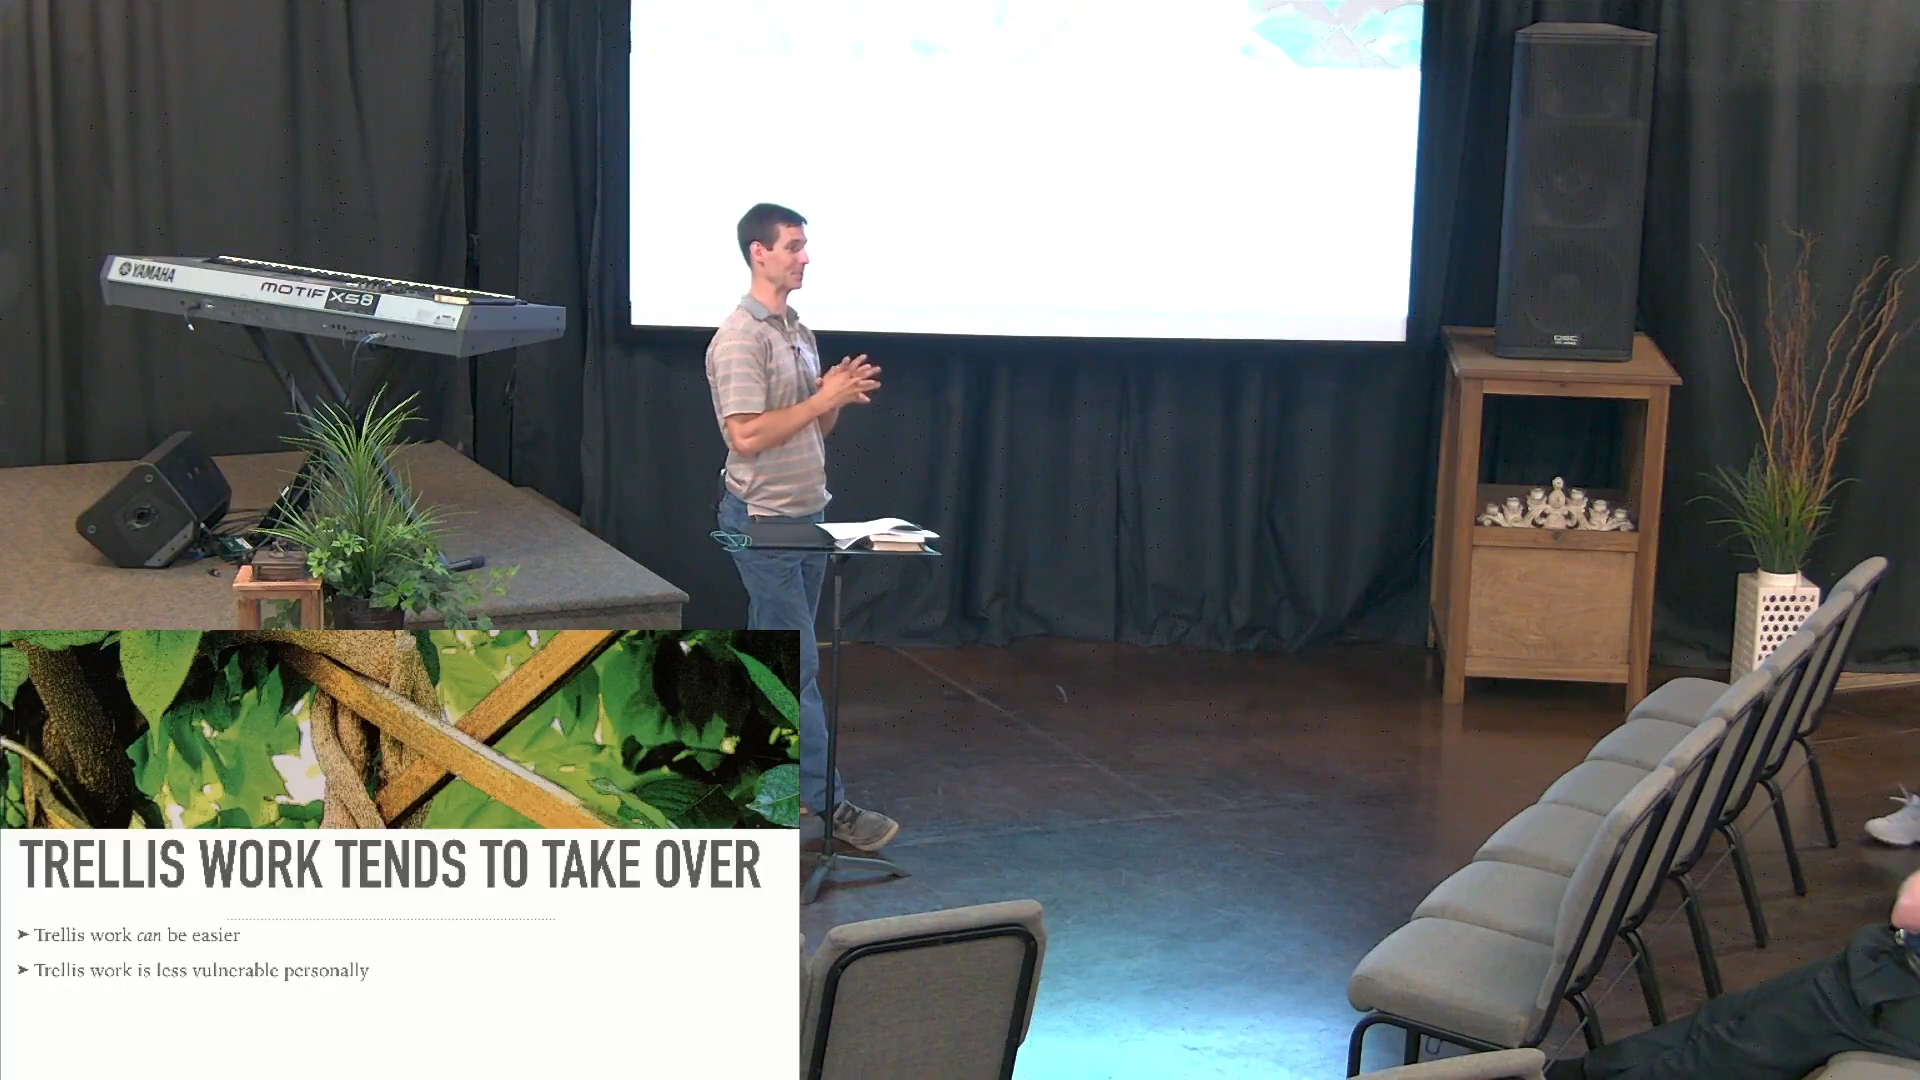 YAMAHA
MOTIF XS8
QSC
TRELLIS WORK TENDS TO TAKE OVER
➤ Trellis work can be easier
➤ Trellis work is less vulnerable personally